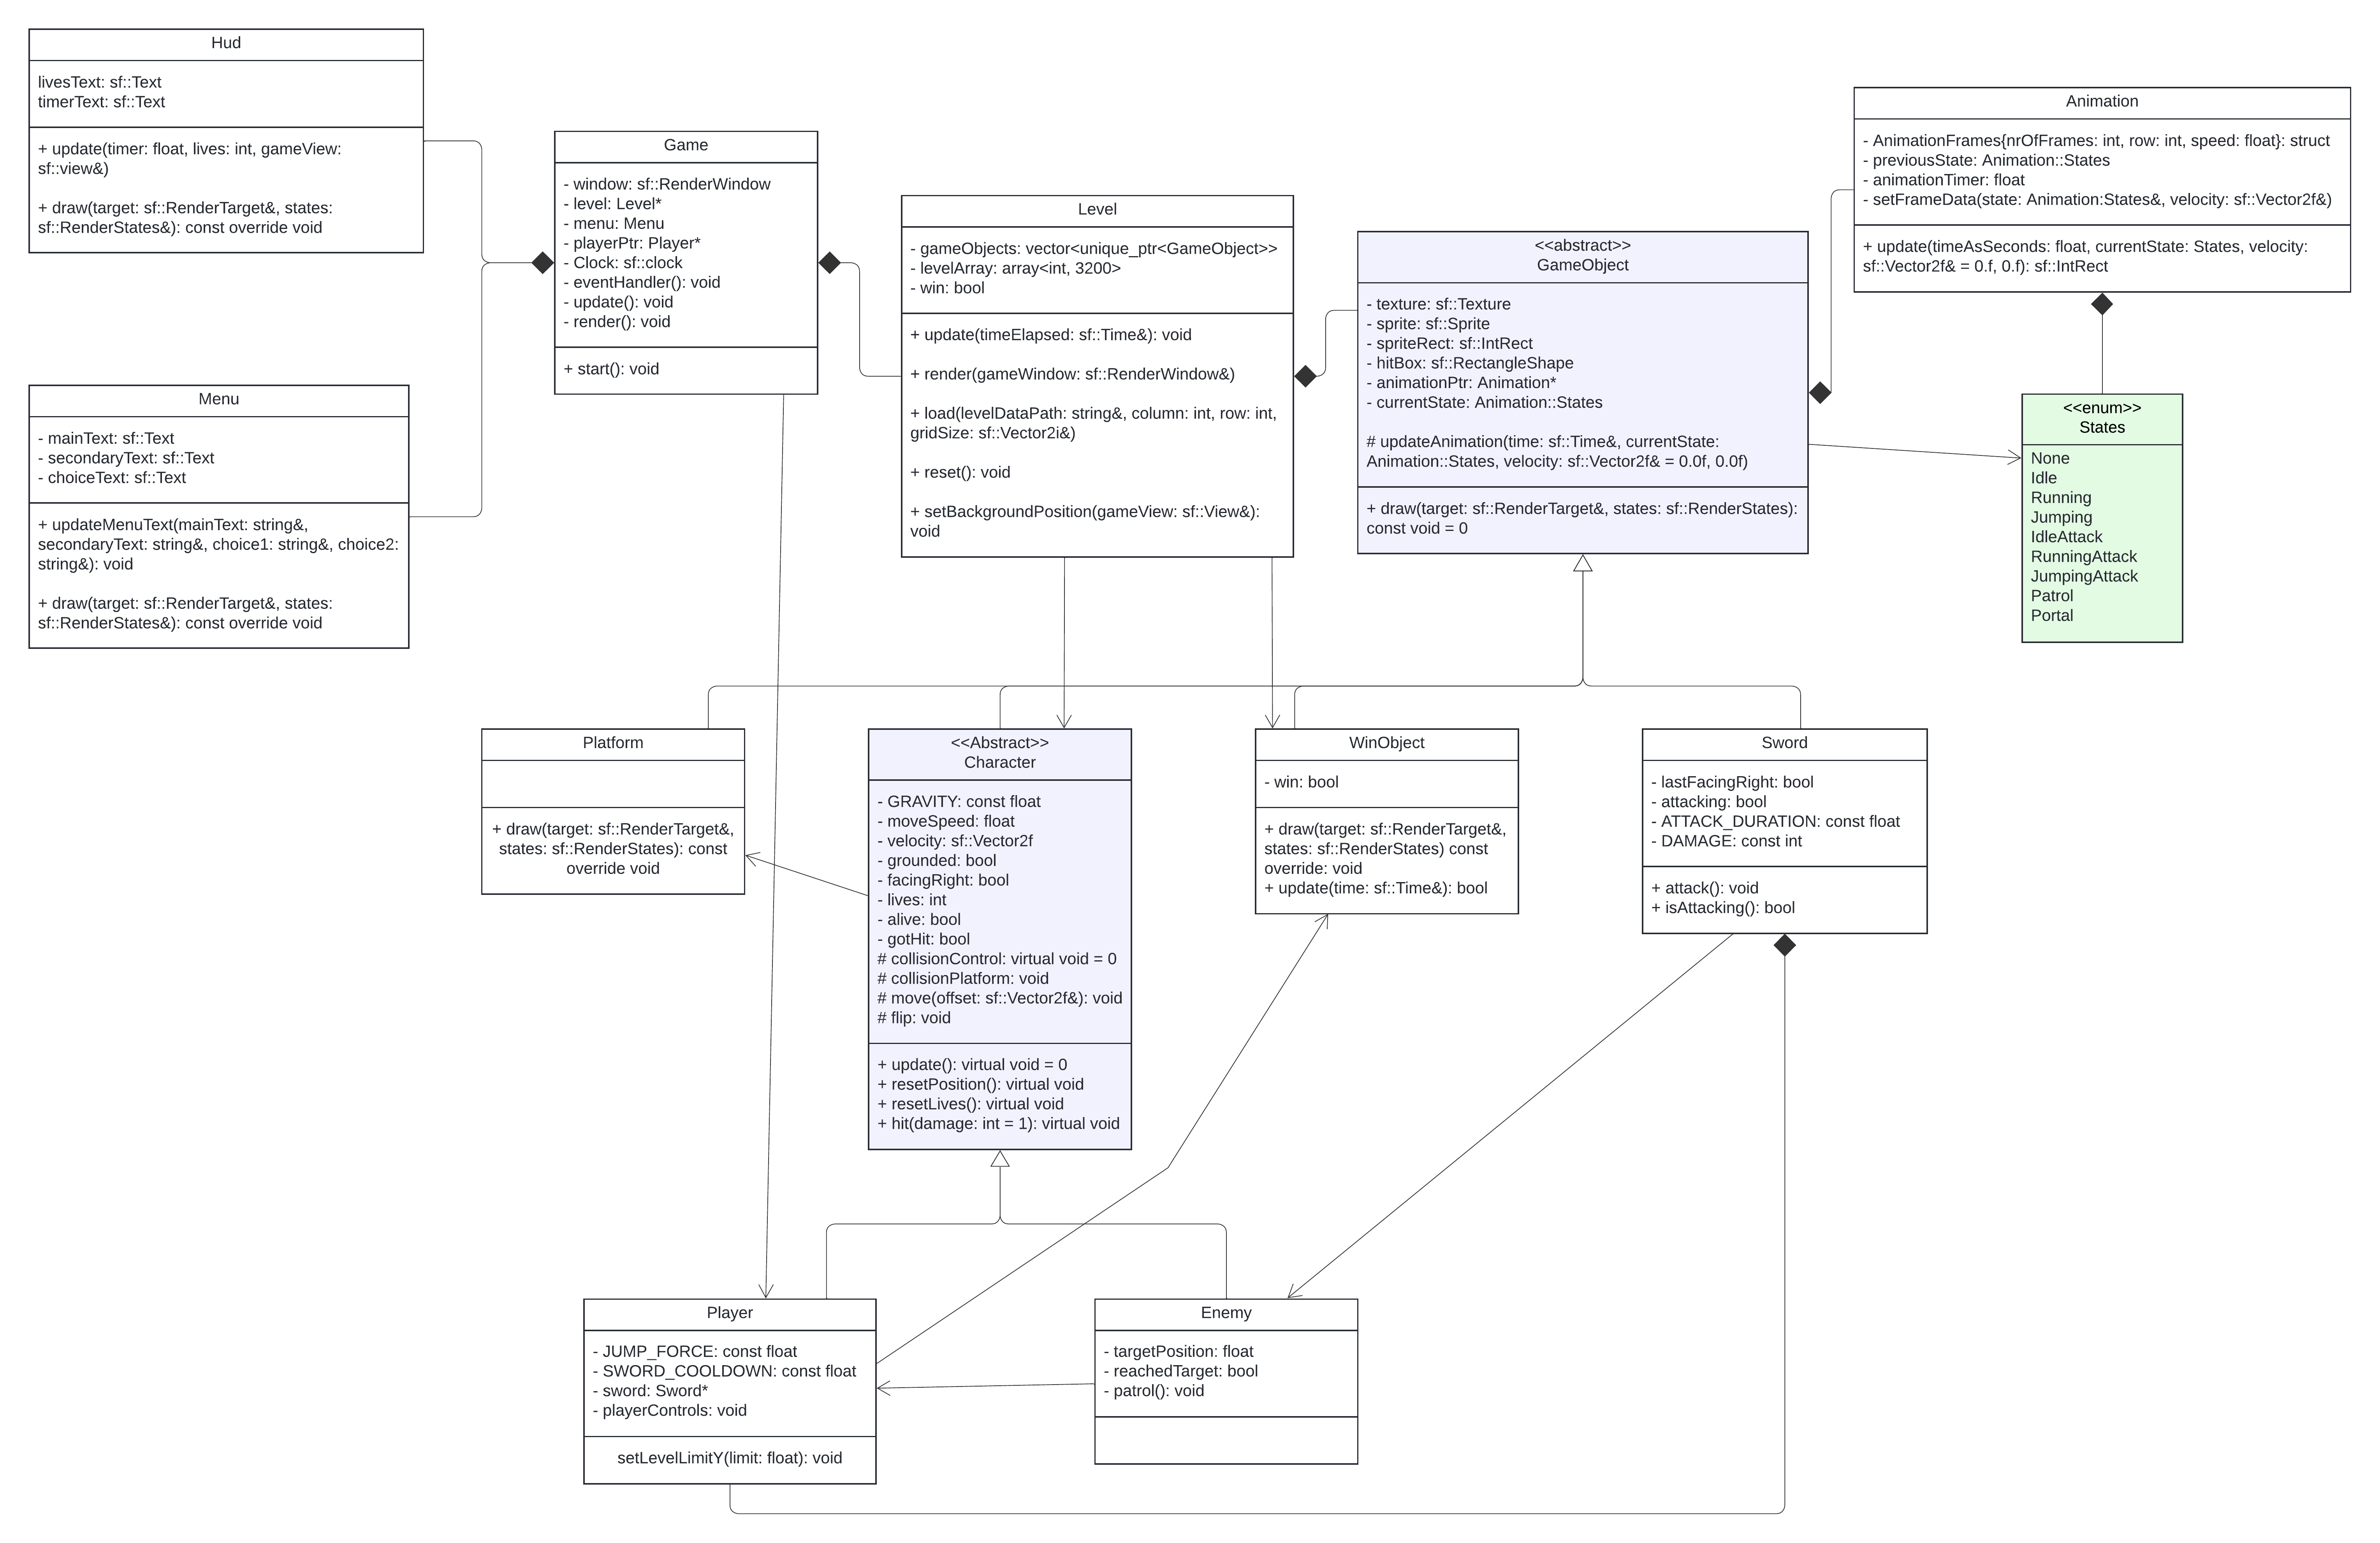 Hud
livesText: sf::Text
timerText: sf::Text
+ update(timer: float, lives: int, gameView:
sf::view&)
+ draw(target: sf::RenderTarget&, states:
sf::RenderStates&): const override void
Menu
- mainText: sf::Text
- secondaryText: sf::Text
- choiceText: sf::Text
+ updateMenuText(mainText: string&,
secondaryText: string&, choice1: string&, choice2:
string&): void
+ draw(target: sf::RenderTarget&, states:
sf::RenderStates&): const override void
Game
- window: sf::RenderWindow
- level: Level*
- menu: Menu
- playerPtr: Player*
- Clock: sf::clock
- eventHandler(): void
- update(): void
- render(): void
+ start(): void
Level
- gameObjects: vector<unique_ptr<GameObject>>
- levelArray: array<int, 3200>
- win: bool
+ update(timeElapsed: sf::Time&): void
+ render(gameWindow: sf::RenderWindow&)
+ load(levelDataPath: string&, column: int, row: int,
gridSize: sf::Vector2i&)
+ reset(): void
+ setBackgroundPosition(gameView: sf::View&):
void
<<abstract>>
GameObject
- texture: sf::Texture
- sprite: sf::Sprite
- spriteRect: sf::IntRect
- hitBox: sf::RectangleShape
- animationPtr: Animation*
- currentState: Animation::States
# updateAnimation(time: sf::Time&, currentState:
Animation::States, velocity: sf::Vector2f& = 0.0f, 0.0f)
+ draw(target: sf::RenderTarget&, states: sf::RenderStates):
const void = 0
Animation
- AnimationFrames{nrOfFrames: int, row: int, speed: float}: struct
- previousState: Animation::States
- animationTimer: float
- setFrameData(state: Animation:States&, velocity: sf::Vector2f&)
+ update(timeAsSeconds: float, currentState: States, velocity:
sf::Vector2f& = 0.f, 0.f): sf::IntRect
<<enum>>
States
None
Idle
Running
Jumping
IdleAttack
RunningAttack
JumpingAttack
Patrol
Portal
Platform
+ draw(target: sf::RenderTarget&,
states: sf::RenderStates): const
override void
<<Abstract>>
Character
- GRAVITY: const float
- moveSpeed: float
- velocity: sf::Vector2f
- grounded: bool
- facingRight: bool
- lives: int
- alive: bool
- gotHit: bool
# collisionControl: virtual void = 0
# collisionPlatform: void
# move(offset: sf::Vector2f&): void
# flip: void
+ update(): virtual void = 0
+ resetPosition(): virtual void
+ resetLives(): virtual void
+ hit(damage: int = 1): virtual void
WinObject
- win: bool
+ draw(target: sf::RenderTarget&,
states: sf::RenderStates) const
override: void
+ update(time: sf::Time&): bool
Sword
- lastFacingRight: bool
- attacking: bool
- ATTACK_DURATION: const float
- DAMAGE: const int
+ attack(): void
+ isAttacking(): bool
Player
- JUMP_FORCE: const float
- SWORD_COOLDOWN: const float
- sword: Sword*
- playerControls: void
setLevelLimitY(limit: float): void
Enemy
- targetPosition: float
- reachedTarget: bool
- patrol(): void